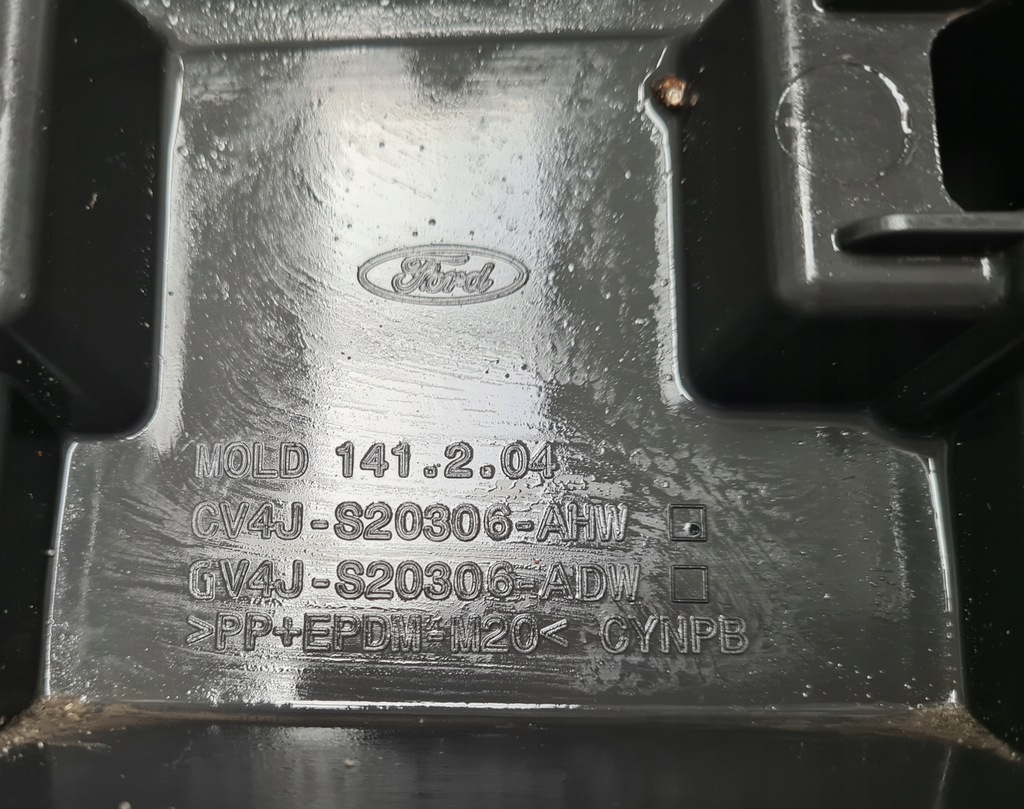 Ford
MOLD 141.2.04
CV4J-S20306-AHW
GV4J-S20306-ADW
>PP+EPDM-M20< CYNPB